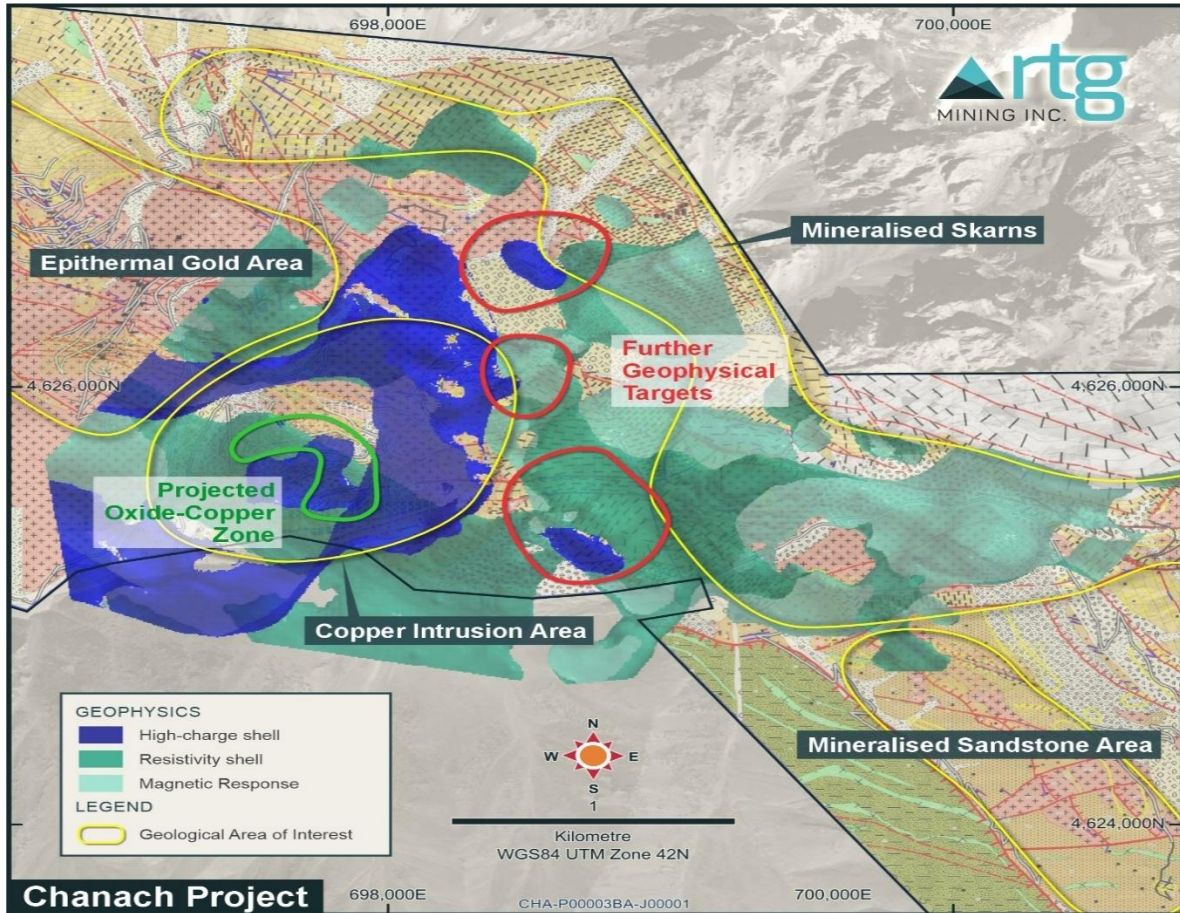 698,000E
700,000E
rtg
MINING INC.
Mineralised Skarns
Epithermal Gold Area
Further
Geophysical
Targets
4,626,000N
4,626,000N
Projected
Oxide-Copper
Zone
Copper Intrusion Area
GEOPHYSICS
High-charge shell
Resistivity shell
Magnetic Response
LEGEND
Geological Area of Interest
N
W
E
S
1
Kilometre
WGS84 UTM Zone 42N
Mineralised Sandstone Area
4,624,000N
Chanach Project
698,000E
CHA-P00003BA-J00001
700,000E